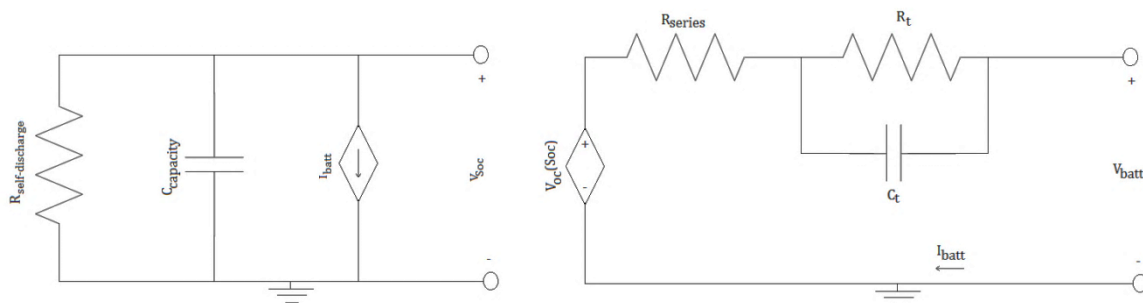 R_self-discharge
C_capacity
I_batt
+
V_Soc
-
R_series
R_t
V_oc(Soc)
+
-
C_t
+
V_batt
-
I_batt